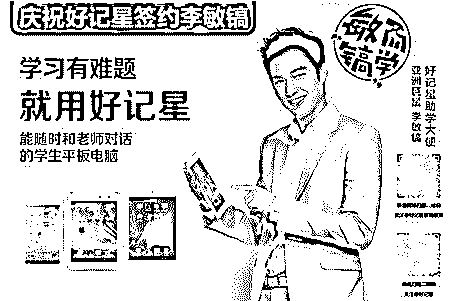 庆祝好记星签约李敏镐
敏而
镐学
学习有难题
就用好记星
能随时和老师对话
的学生平板电脑
好记星助学大使
亚洲巨星 李敏镐